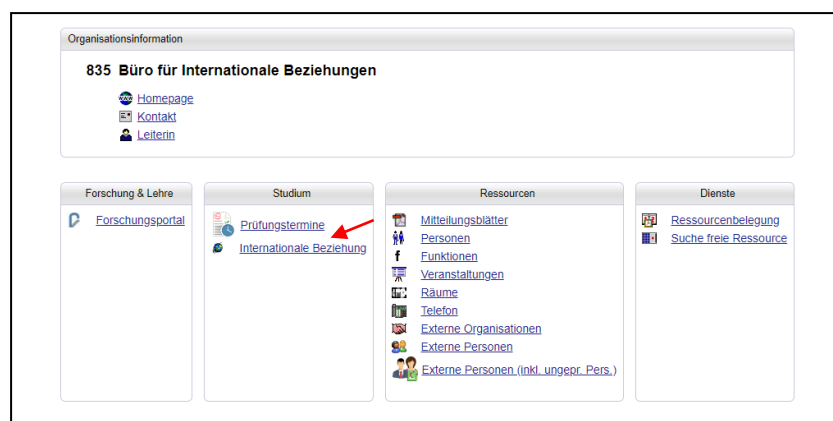 Organisationsinformation
835 Büro für Internationale Beziehungen
Homepage
Kontakt
Leiterin
Forschung & Lehre
Forschungsportal
Studium
Prüfungstermine
Internationale Beziehung
Ressourcen
Mitteilungsblätter
Personen
Funktionen
Veranstaltungen
Räume
Telefon
Externe Organisationen
Externe Personen
Externe Personen (inkl. ungepr. Pers.)
Dienste
Ressourcenbelegung
Suche freie Ressource